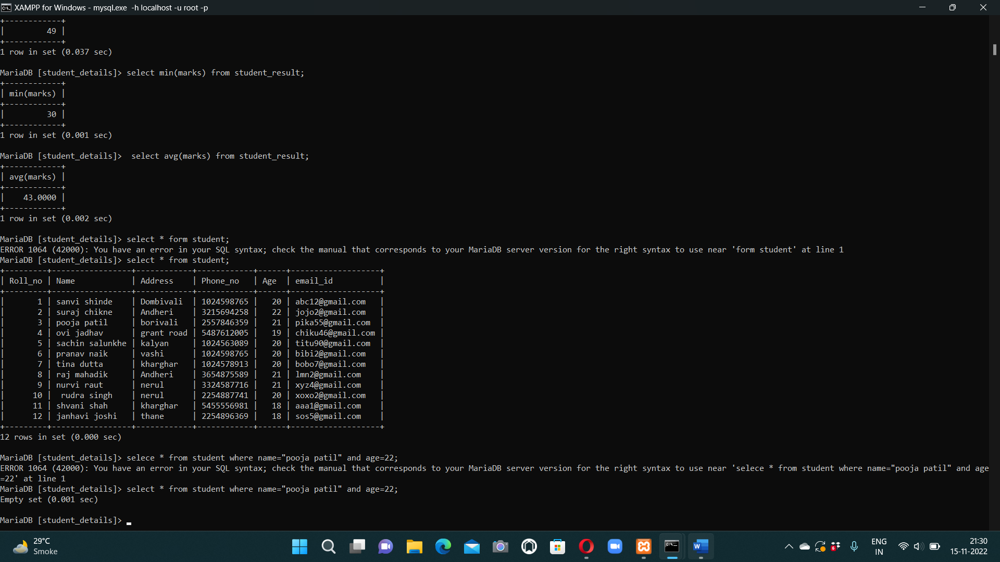 XAMPP for Windows - mysql.exe  -h localhost -u root -p
+------------+
|         49 |
+------------+
1 row in set (0.037 sec)

MariaDB [student_details]> select min(marks) from student_result;
+------------+
| min(marks) |
+------------+
|         30 |
+------------+
1 row in set (0.001 sec)

MariaDB [student_details]>  select avg(marks) from student_result;
+------------+
| avg(marks) |
+------------+
|    43.0000 |
+------------+
1 row in set (0.002 sec)

MariaDB [student_details]> select * form student;
ERROR 1064 (42000): You have an error in your SQL syntax; check the manual that corresponds to your MariaDB server version for the right syntax to use near 'form student' at line 1
MariaDB [student_details]> select * from student;
+---------+-----------------+------------+------------+------+-------------------+
| Roll_no | Name            | Address    | Phone_no   | Age  | email_id          |
+---------+-----------------+------------+------------+------+-------------------+
|       1 | sanvi shinde    | Dombivali  | 1024598765 |   20 | abc12@gmail.com   |
|       2 | suraj chikne    | Andheri    | 3215694258 |   22 | jojo2@gmail.com   |
|       3 | pooja patil     | borivali   | 2557846359 |   21 | pika55@gmail.com  |
|       4 | ovi jadhav      | grant road | 5487612005 |   19 | chiku46@gmail.com |
|       5 | sachin salunkhe | kalyan     | 1024563089 |   20 | titu90@gmail.com  |
|       6 | pranav naik     | vashi      | 1024598765 |   20 | bibi2@gmail.com   |
|       7 | tina dutta      | kharghar   | 1024578913 |   20 | bobo7@gmail.com   |
|       8 | raj mahadik     | Andheri    | 3654875589 |   21 | lmn2@gmail.com    |
|       9 | nurvi raut      | nerul      | 3324587716 |   21 | xyz4@gmail.com    |
|      10 |  rudra singh    | nerul      | 2254887741 |   20 | xoxo2@gmail.com   |
|      11 | shvani shah     | kharghar   | 5455556981 |   18 | aaa1@gmail.com    |
|      12 | janhavi joshi   | thane      | 2254896369 |   18 | sos5@gmail.com    |
+---------+-----------------+------------+------------+------+-------------------+
12 rows in set (0.000 sec)

MariaDB [student_details]> selece * from student where name="pooja patil" and age=22;
ERROR 1064 (42000): You have an error in your SQL syntax; check the manual that corresponds to your MariaDB server version for the right syntax to use near 'selece * from student where name="pooja patil" and age
=22' at line 1
MariaDB [student_details]> select * from student where name="pooja patil" and age=22;
Empty set (0.001 sec)

MariaDB [student_details]>
29°C
Smoke
6
ENG
IN
21:30
15-11-2022